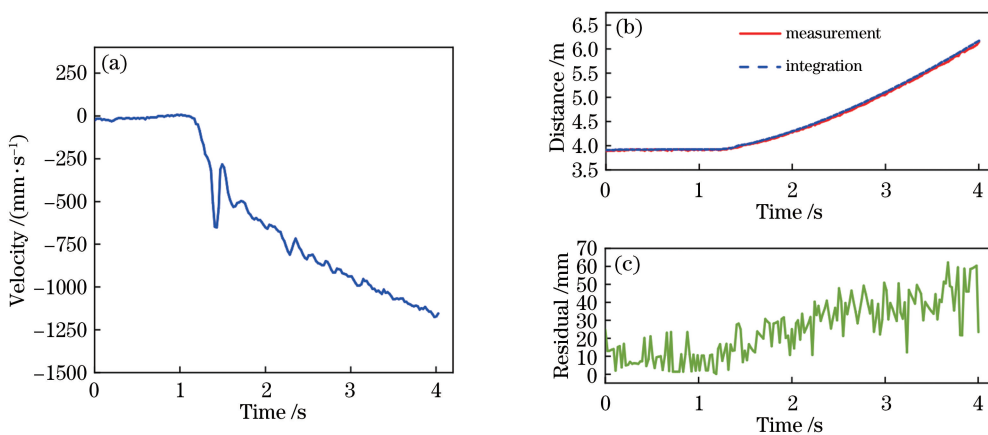 (a)
250
0
−250
−500
−750
−1000
−1250
−1500
Velocity /(mm·s⁻¹)
0 1 2 3 4
Time /s
(b)
measurement
integration
6.5
6.0
5.0
4.5
4.0
3.5
Distance /m
0 1 2 3 4
Time /s
(c)
70
60
50
40
30
20
10
0
Residual /mm
0 1 2 3 4
Time /s